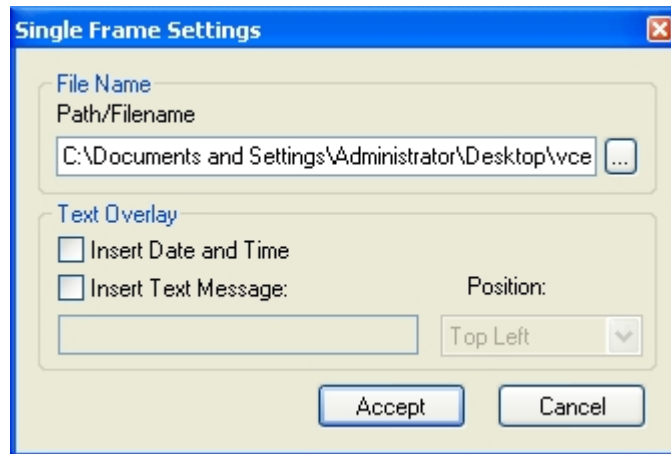 Single Frame Settings
File Name
Path/Filename
C:\Documents and Settings\Administrator\Desktop\vce
...
Text Overlay
Insert Date and Time
Insert Text Message:
Position:
Top Left
Accept
Cancel